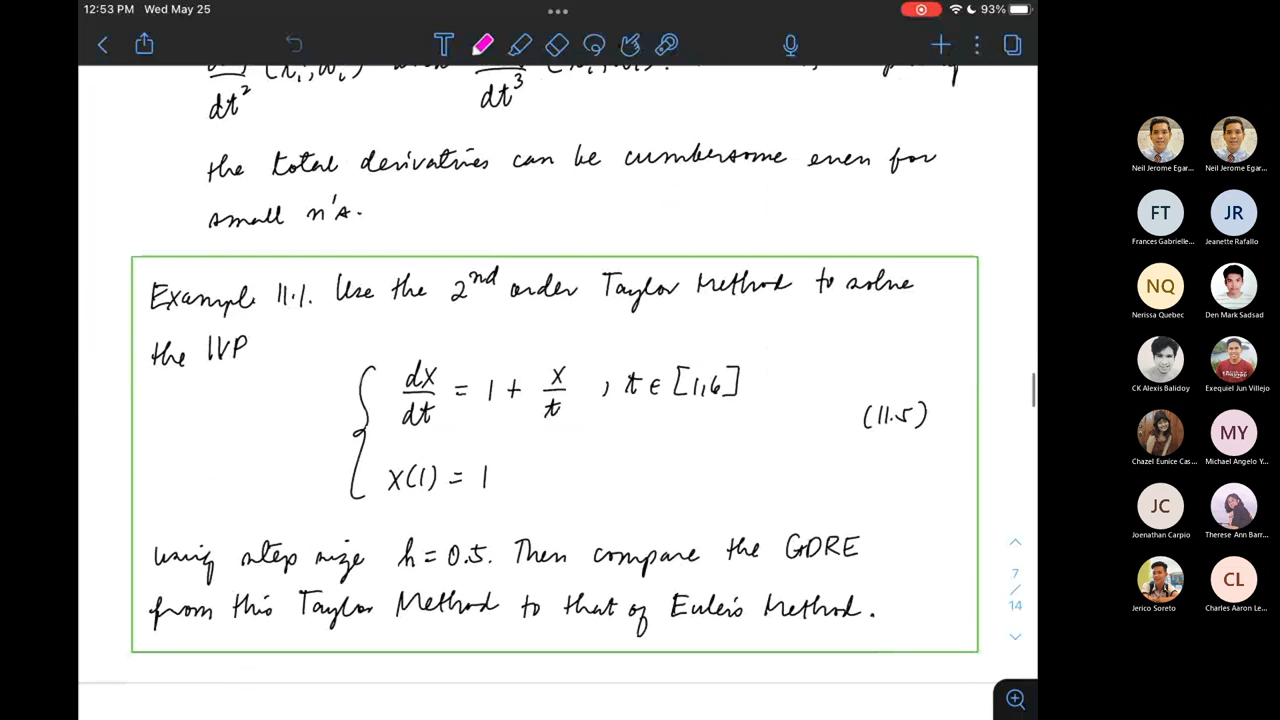 12:53 PM Wed May 25
93%
dt² (x_i, w_i)
dt³
the total derivatives can be cumbersome even for
small n's.
Example 11.1. Use the 2nd order Taylor Method to solve
the IVP
dx/dt = 1 + x/t , t ∈ [1,6]
(11.5)
x(1) = 1
using step size h = 0.5. Then compare the GDRE
from this Taylor Method to that of Euler's Method.
7
/
14
Neil Jerome Egar... Neil Jerome Egar...
FT JR
Frances Gabrielle... Jeanette Rafallo
NQ
Nerissa Quebec Den Mark Sadsad
CK Alexis Balidoy Exequiel Jun Villejo
MY
Chazel Eunice Cas... Michael Angelo Y...
JC
Joenathan Carpio Therese Ann Barr...
CL
Jerico Soreto Charles Aaron Le...